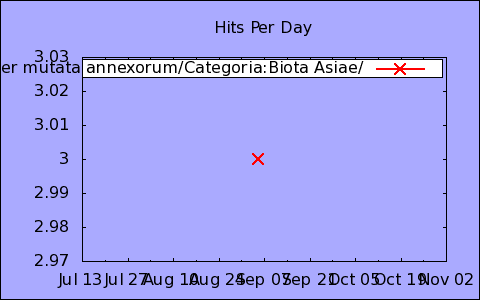 Hits Per Day
3.03
er mutata annexorum/Categoria:Biota Asiae/
3.02
3.01
3
2.99
2.98
2.97
Jul 13 Jul 27 Aug 10 Aug 24 Sep 07 Sep 21 Oct 05 Oct 19 Nov 02